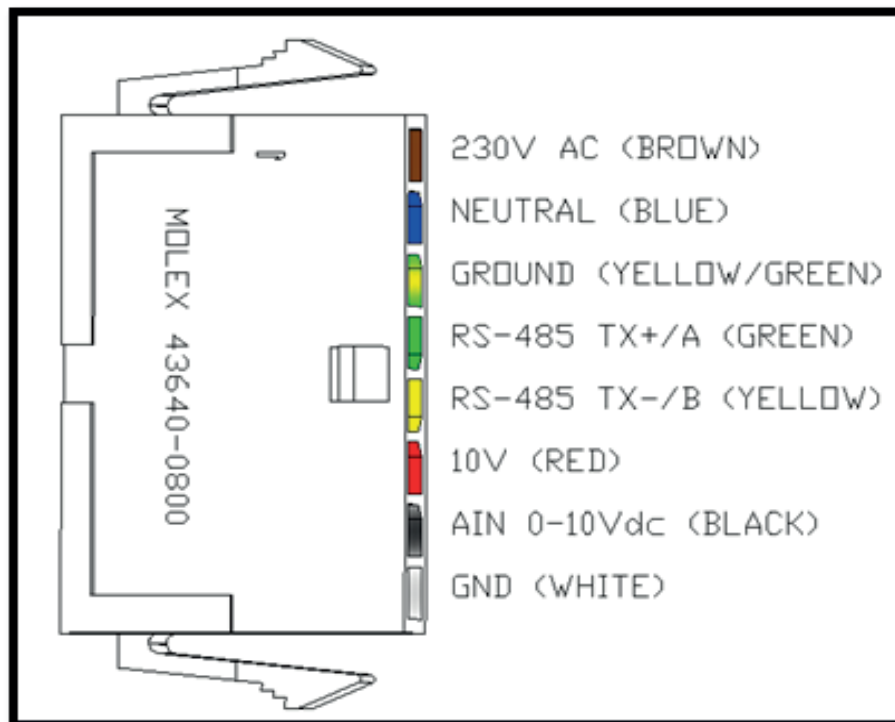 230V AC (BROWN)
NEUTRAL (BLUE)
GROUND (YELLOW/GREEN)
RS-485 TX+/A (GREEN)
RS-485 TX-/B (YELLOW)
10V (RED)
AIN 0-10Vdc (BLACK)
GND (WHITE)
MOLEX 43640-0800